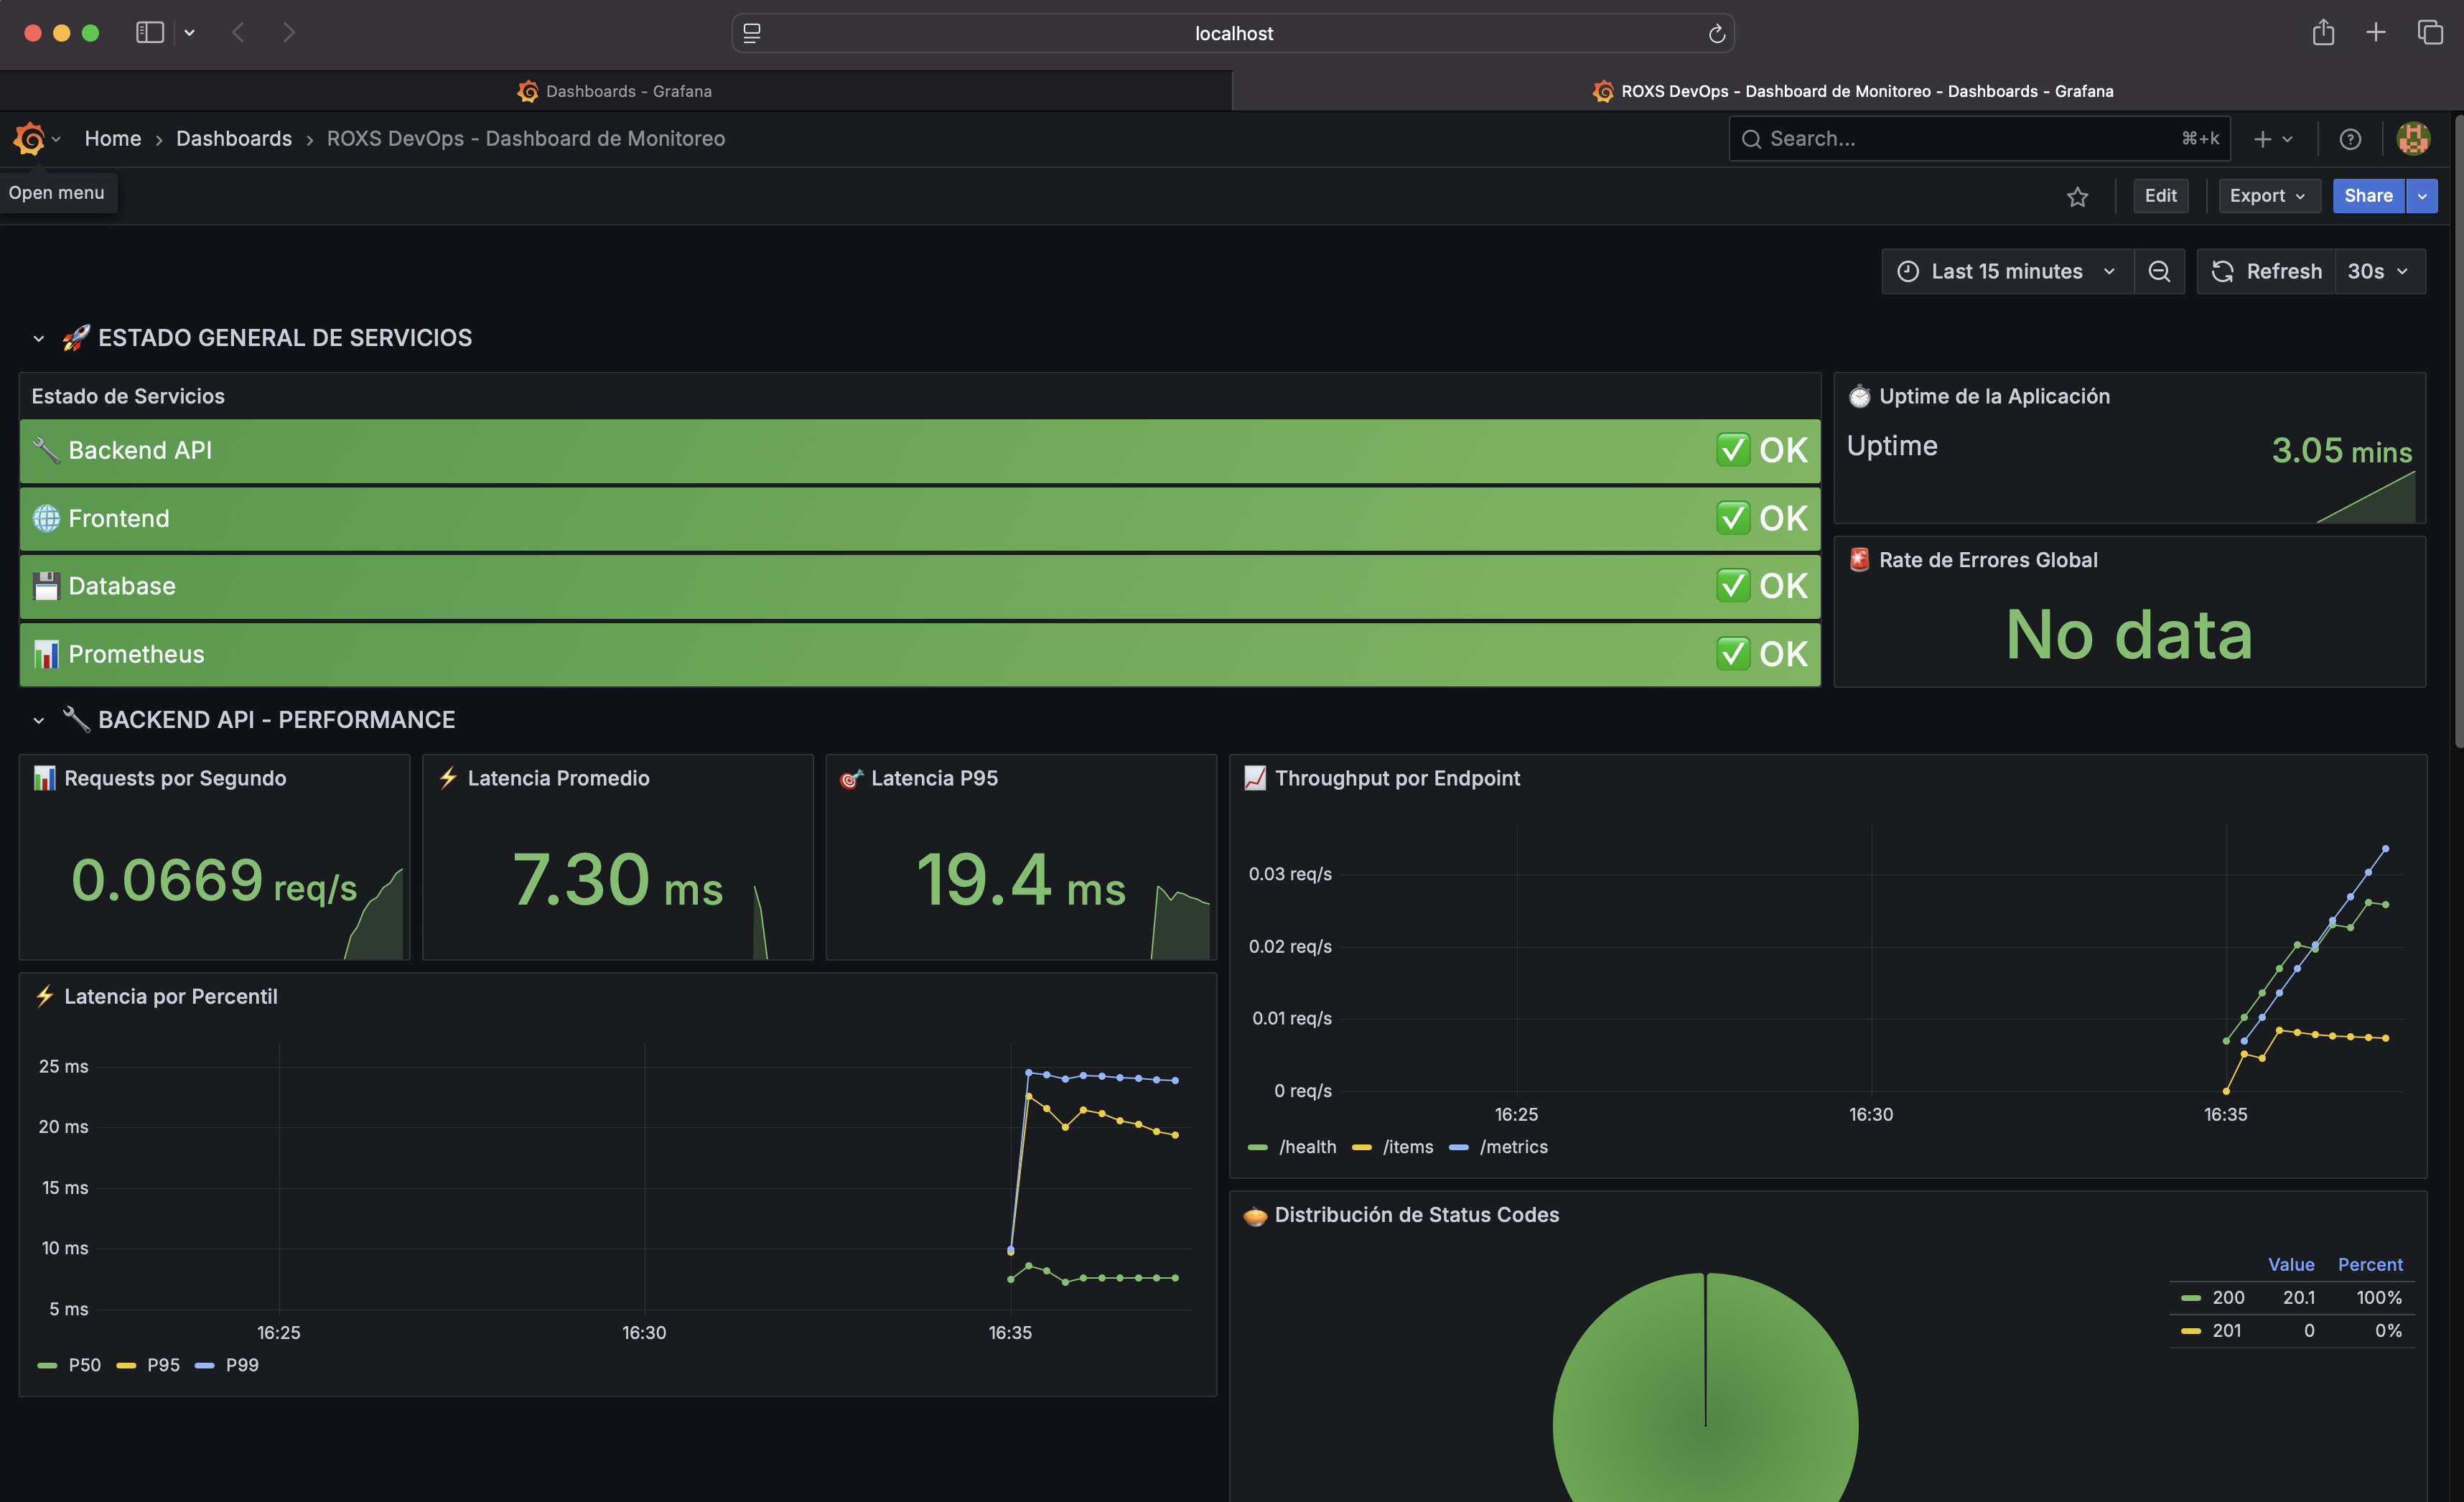 localhost
Dashboards - Grafana
ROXS DevOps - Dashboard de Monitoreo - Dashboards - Grafana
Home › Dashboards › ROXS DevOps - Dashboard de Monitoreo
Search...
⌘+k
Open menu
Edit
Export
Share
Last 15 minutes
Refresh
30s
🚀 ESTADO GENERAL DE SERVICIOS
Estado de Servicios
🔧 Backend API
✅ OK
🌐 Frontend
✅ OK
💾 Database
✅ OK
📊 Prometheus
✅ OK
⏱️ Uptime de la Aplicación
Uptime
3.05 mins
🚨 Rate de Errores Global
No data
🔧 BACKEND API - PERFORMANCE
📊 Requests por Segundo
0.0669 req/s
⚡ Latencia Promedio
7.30 ms
🎯 Latencia P95
19.4 ms
📈 Throughput por Endpoint
0.03 req/s
0.02 req/s
0.01 req/s
0 req/s
16:25
16:30
16:35
/health
/items
/metrics
⚡ Latencia por Percentil
25 ms
20 ms
15 ms
10 ms
5 ms
16:25
16:30
16:35
P50
P95
P99
🥧 Distribución de Status Codes
Value Percent
200 20.1 100%
201 0 0%